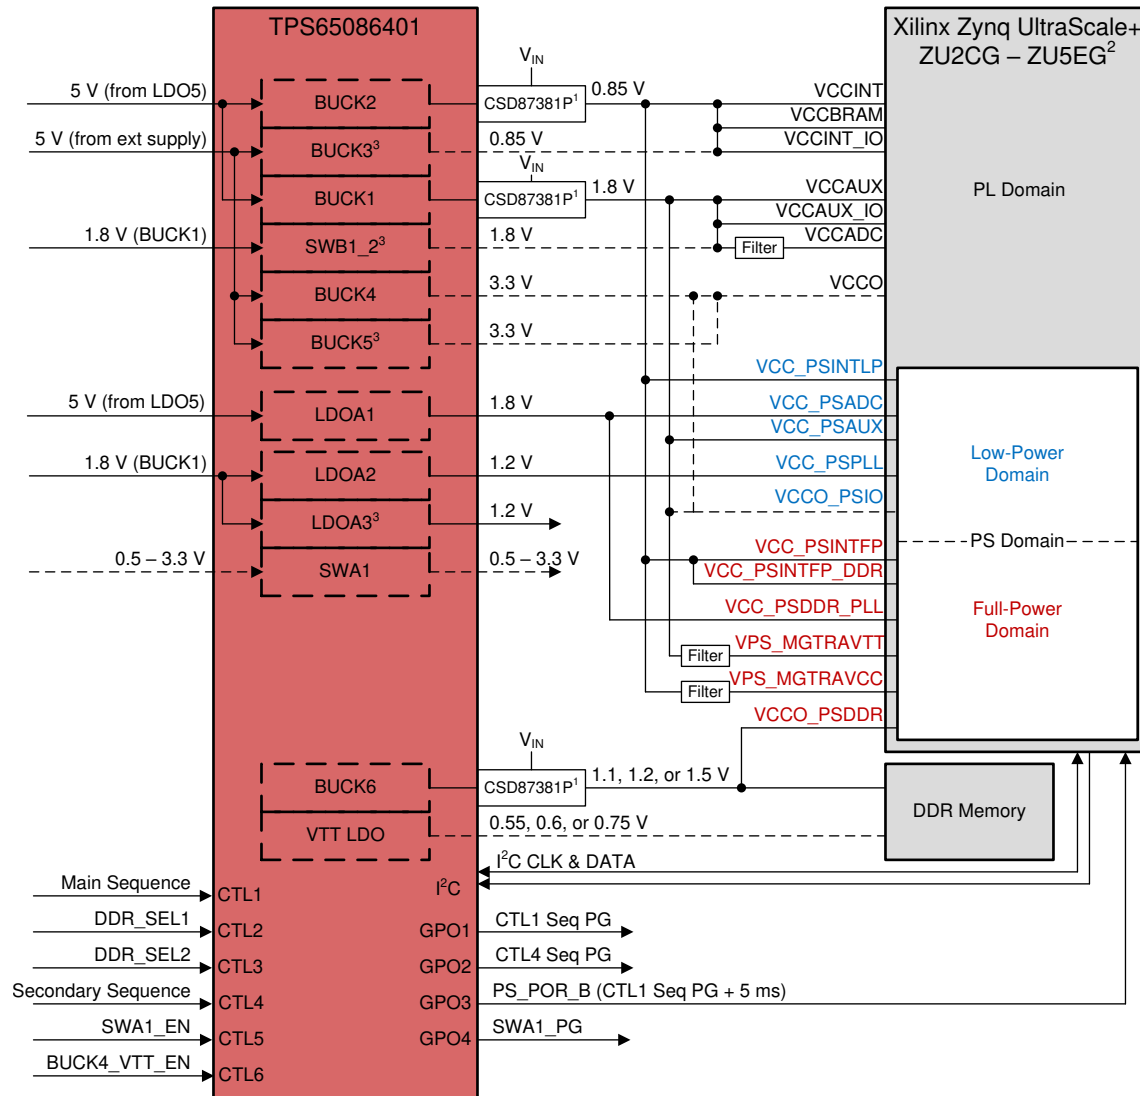 TPS65086401
Xilinx Zynq UltraScale+
ZU2CG – ZU5EG²
V_IN
5 V (from LDO5)
BUCK2
CSD87381P¹
0.85 V
VCCINT
VCCBRAM
5 V (from ext supply)
BUCK3³
0.85 V
VCCINT_IO
V_IN
BUCK1
CSD87381P¹
1.8 V
VCCAUX
PL Domain
VCCAUX_IO
1.8 V (BUCK1)
SWB1_2³
1.8 V
Filter
VCCADC
BUCK4
3.3 V
VCCO
BUCK5³
3.3 V
VCC_PSINTLP
5 V (from LDO5)
LDOA1
1.8 V
VCC_PSADC
VCC_PSAUX
1.8 V (BUCK1)
LDOA2
1.2 V
VCC_PSPLL
Low-Power
Domain
LDOA3³
1.2 V
VCCO_PSIO
PS Domain
0.5 – 3.3 V
SWA1
0.5 – 3.3 V
VCC_PSINTFP
VCC_PSINTFP_DDR
VCC_PSDDR_PLL
Full-Power
Domain
Filter
VPS_MGTRAVTT
Filter
VPS_MGTRAVCC
VCCO_PSDDR
V_IN
BUCK6
CSD87381P¹
1.1, 1.2, or 1.5 V
DDR Memory
VTT LDO
0.55, 0.6, or 0.75 V
I²C CLK & DATA
I²C
Main Sequence
CTL1
DDR_SEL1
CTL2
GPO1
CTL1 Seq PG
DDR_SEL2
CTL3
GPO2
CTL4 Seq PG
Secondary Sequence
CTL4
GPO3
PS_POR_B (CTL1 Seq PG + 5 ms)
SWA1_EN
CTL5
GPO4
SWA1_PG
BUCK4_VTT_EN
CTL6